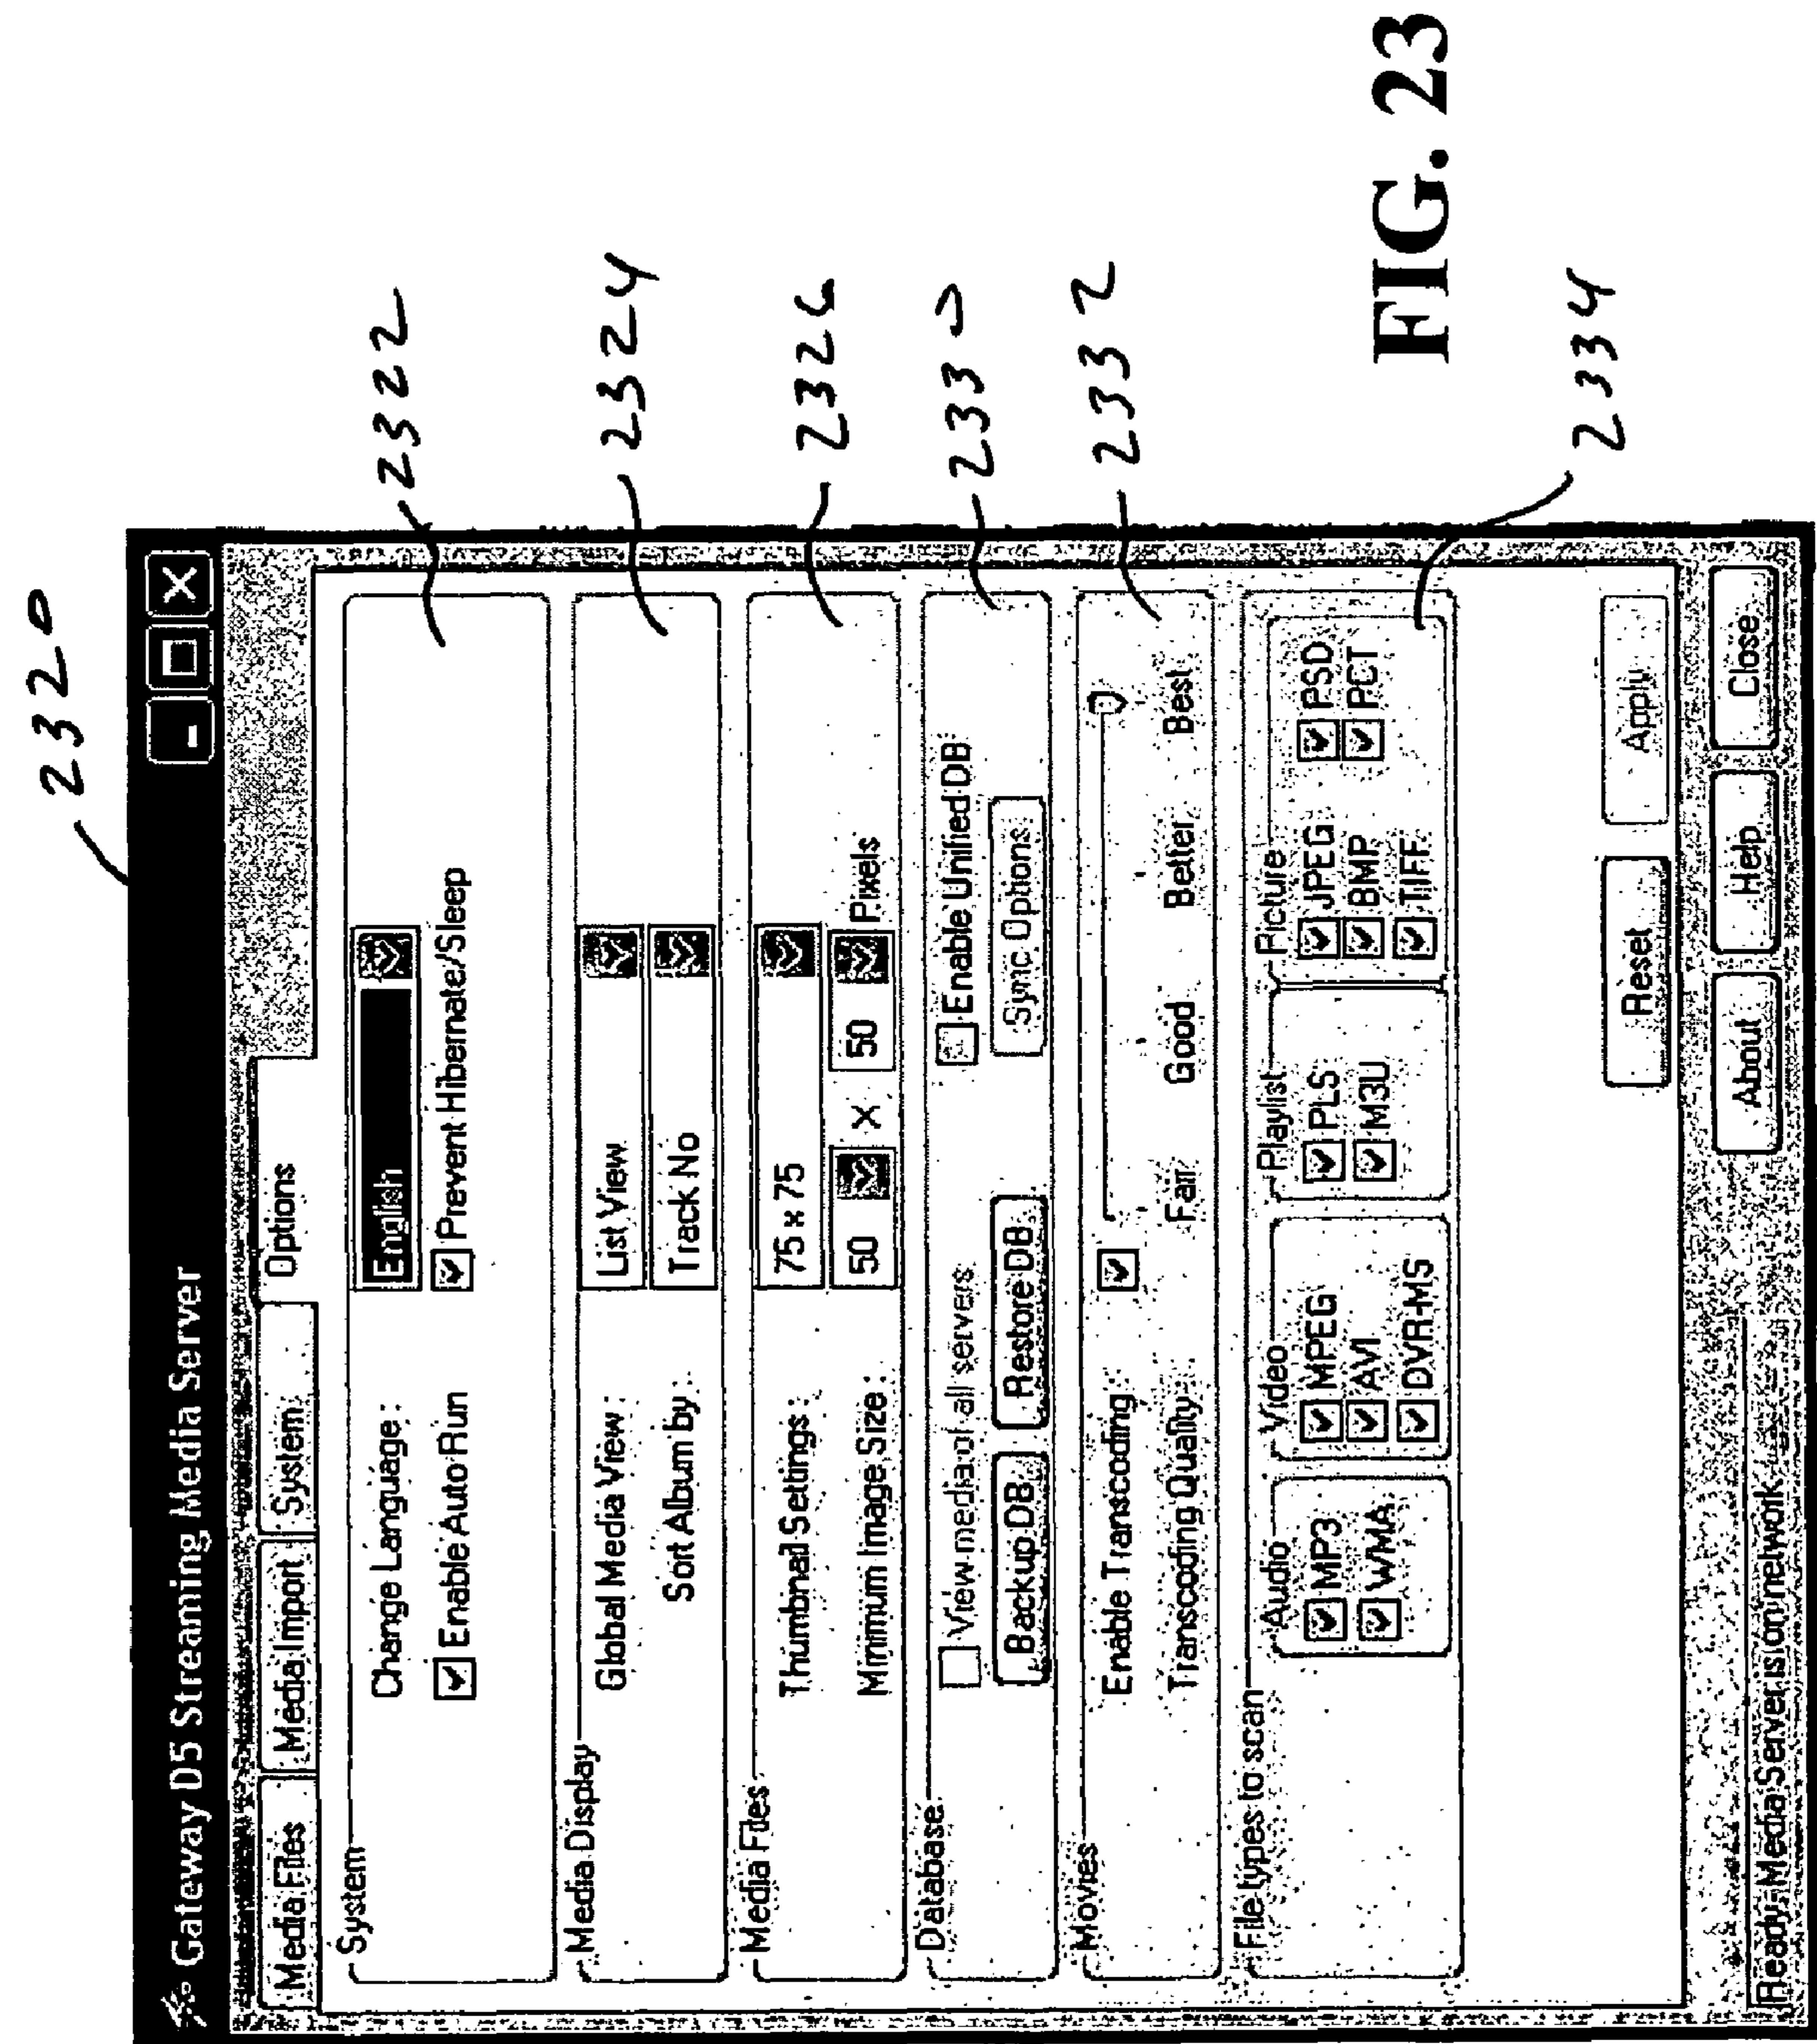 2320
Gateway D5 Streaming Media Server
Media Files Media Import System Options
System
Change Language : English
Enable Auto Run Prevent Hibernate/Sleep
2322
Media Display
Global Media View : List View
Sort Album by : Track No
2324
Media Files
Thumbnail Settings : 75 x 75
Minimum Image Size : 50 X 50 Pixels
2326
Database
View media of all servers Enable Unified DB
Backup DB Restore DB Sync Options
2330
Movies
Enable Transcoding
Transcoding Quality Fair Good Better Best
2332
File types to scan
Audio Video Playlist Picture
MP3 MPEG PLS JPEG PSD
WMA AVI M3U BMP PCT
DVR-MS TIFF
2334
Reset Apply
About Help Close
Ready: Media Server is on network
FIG. 23